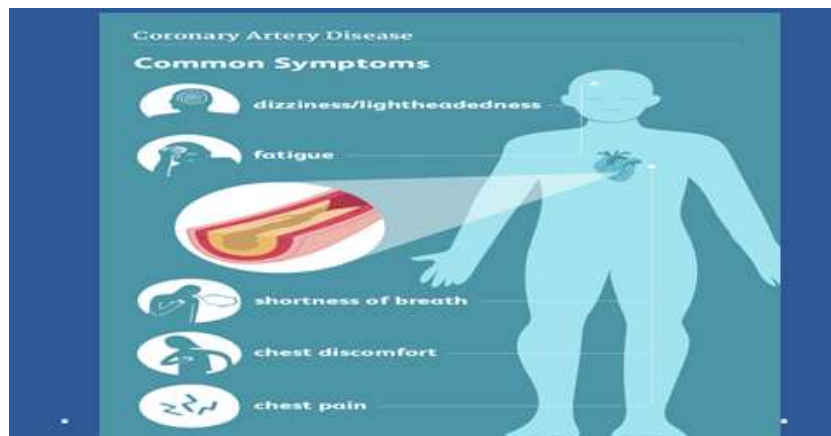 Coronary Artery Disease
Common Symptoms
dizziness/lightheadedness
fatigue
shortness of breath
chest discomfort
chest pain